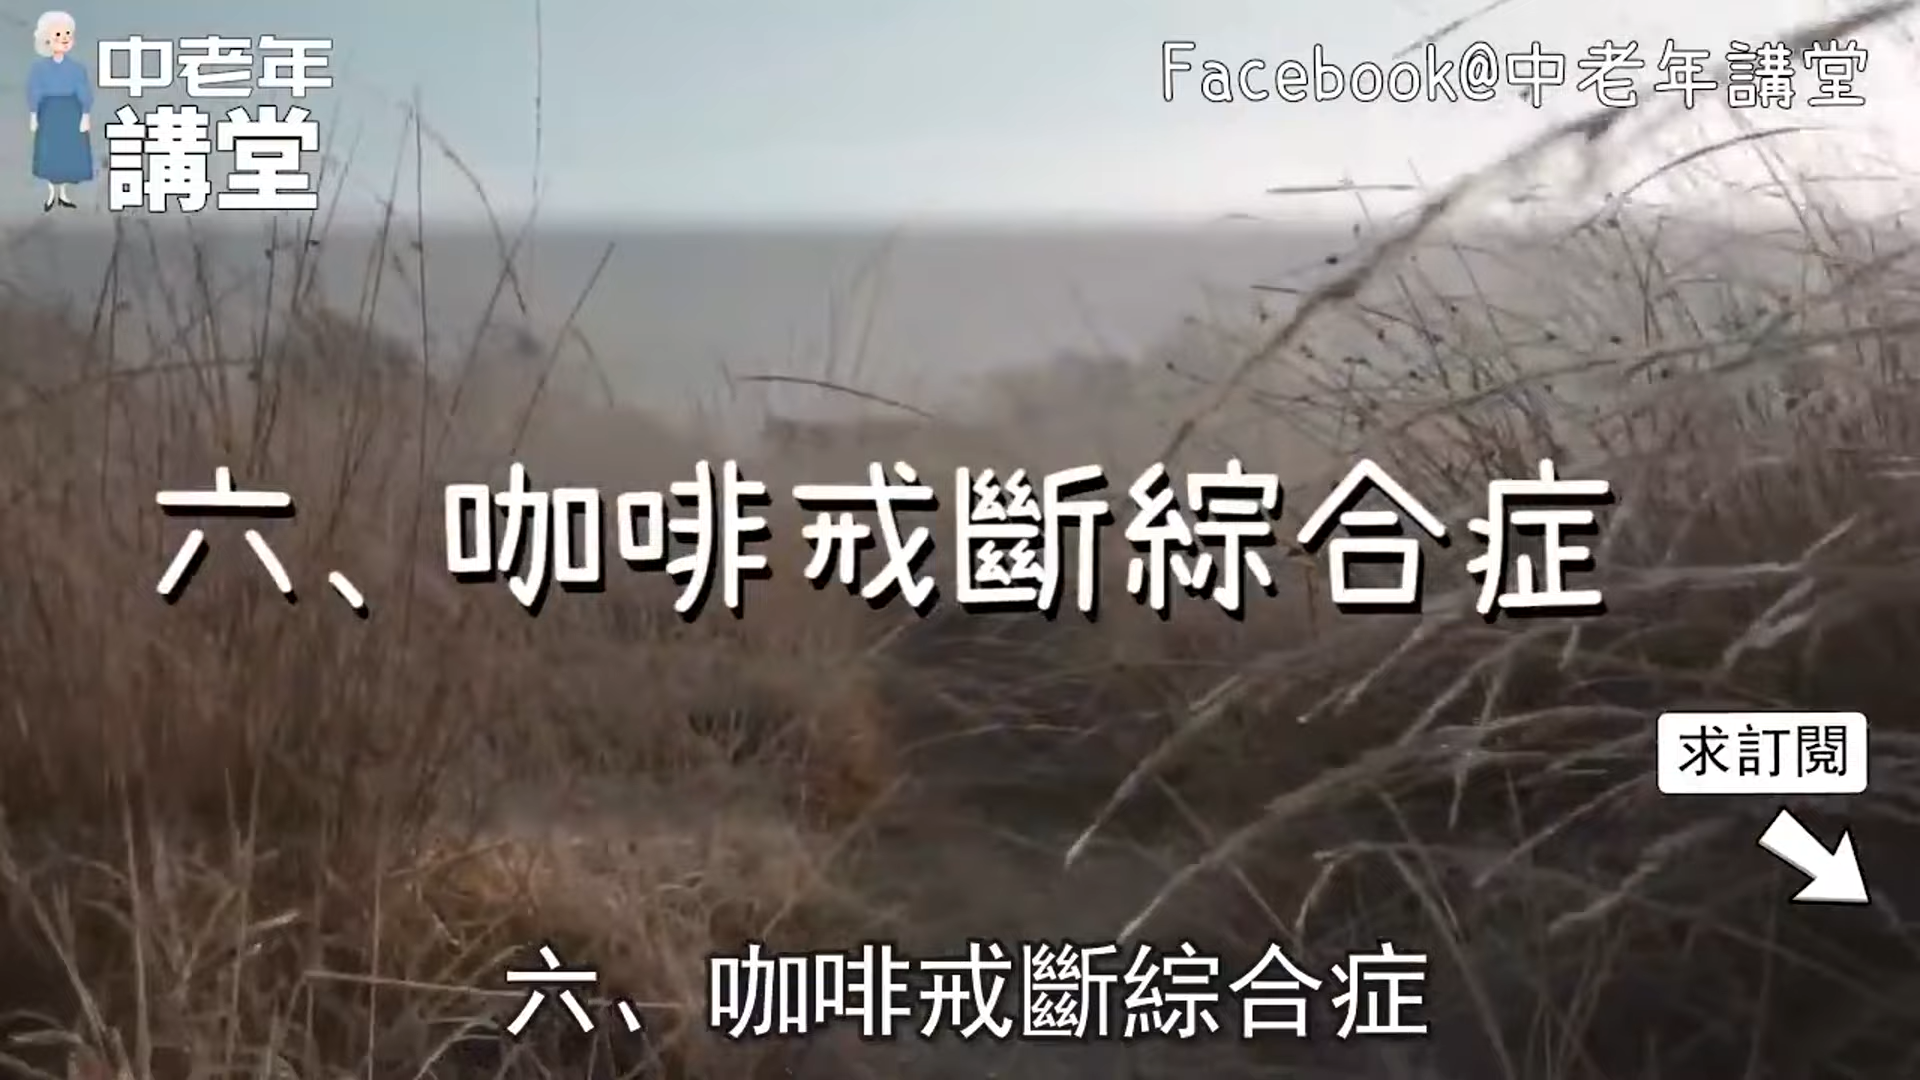 中老年
講堂
Facebook@中老年講堂
六、咖啡戒斷綜合症
求訂閱
六、咖啡戒斷綜合症